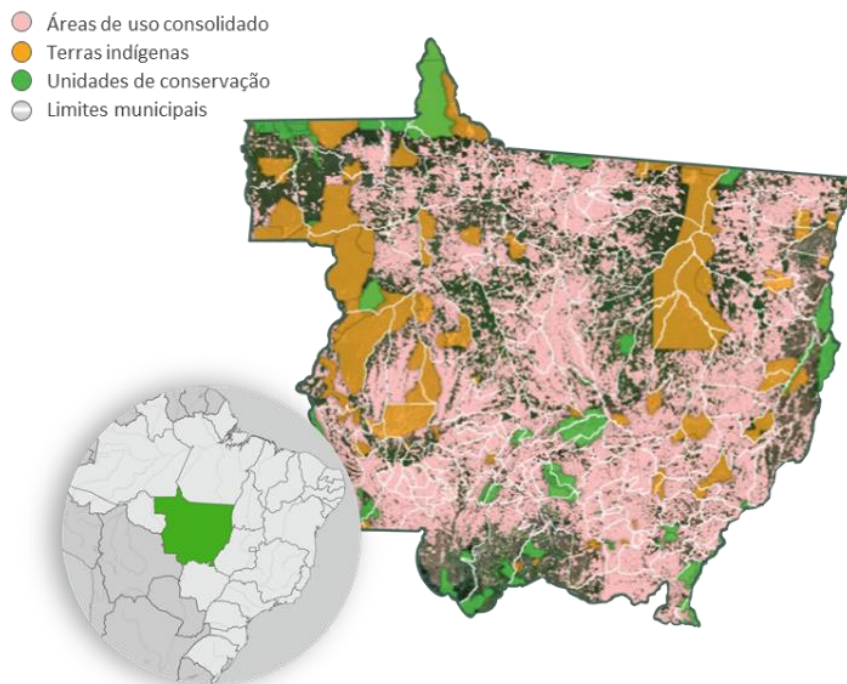 Áreas de uso consolidado
Terras indígenas
Unidades de conservação
Limites municipais